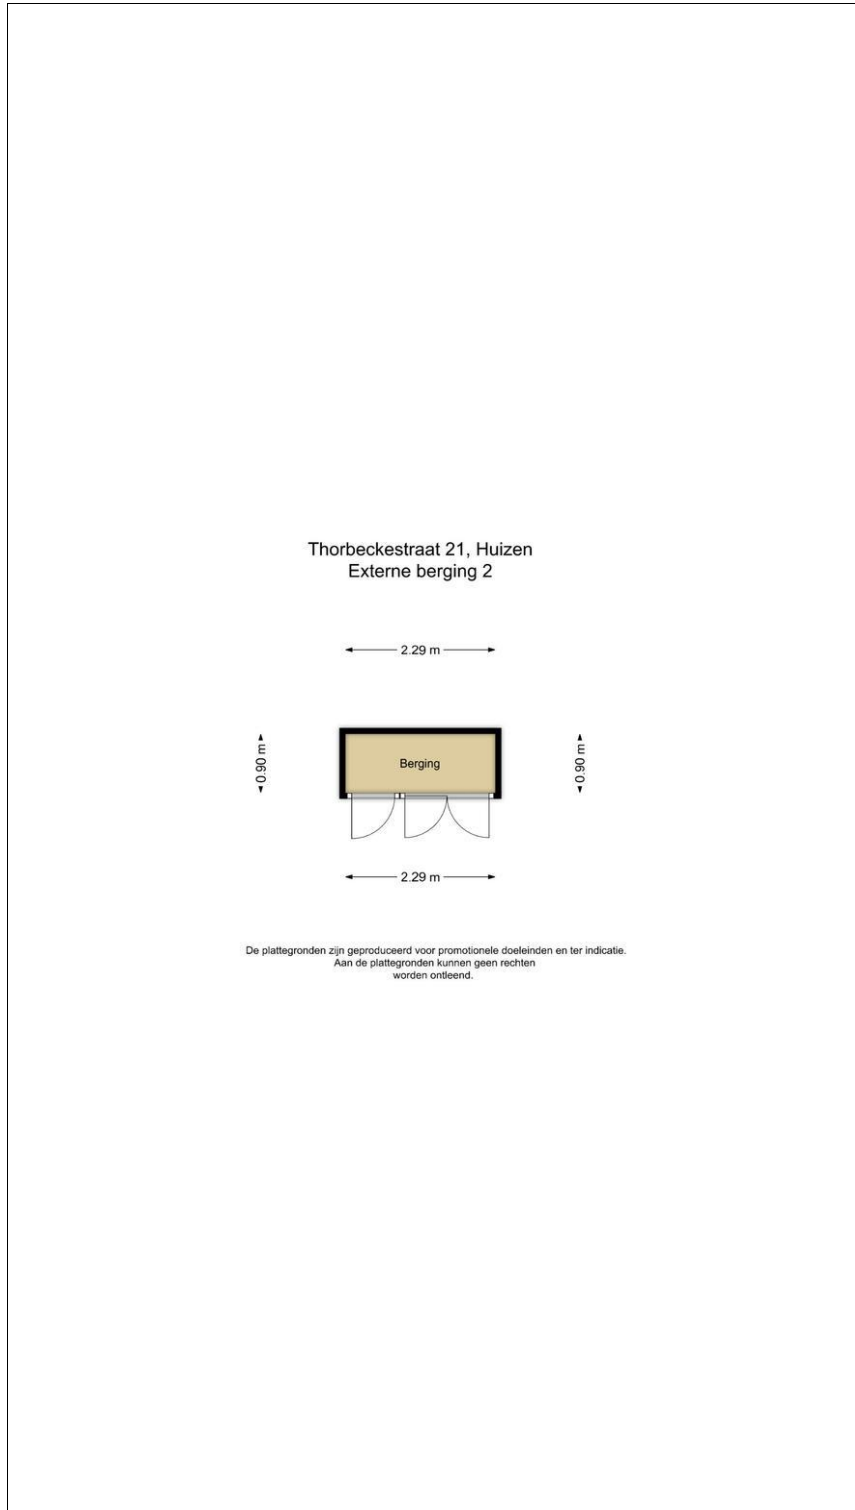 Thorbeckestraat 21, Huizen
Externe berging 2
2.29 m
0.90 m
Berging
0.90 m
2.29 m
De plattegronden zijn geproduceerd voor promotionele doeleinden en ter indicatie.
Aan de plattegronden kunnen geen rechten
worden ontleend.